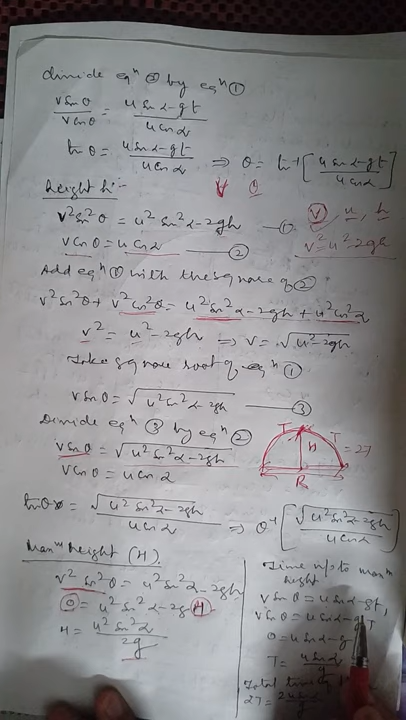 divide eqⁿ ② by eqⁿ ①
v sin θ / v cos θ = u sin α - gt / u cos α
tan θ = u sin α - gt / u cos α ⇒ θ = tan⁻¹ [u sin α - gt / u cos α]
height h :-
v θ
v² sin² θ = u² sin² α - 2gh — ①
v, u, h
v² = u² - 2gh
v cos θ = u cos α — ②
Add eqⁿ ① with the square of ②
v² sin² θ + v² cos² θ = u² sin² α - 2gh + u² cos² α
v² = u² - 2gh ⇒ v = √u² - 2gh
Take square root of eqⁿ ①
v sin θ = √u² sin² α - 2gh — ③
Divide eqⁿ ③ by eqⁿ ②
v sin θ = √u² sin² α - 2gh
v cos θ = u cos α
T T = 2T
H
R
tan θ = √u² sin² α - 2gh / u cos α ⇒ θ⁻¹ [√u² sin² α - 2gh / u cos α]
Maxᵐ height (H)
v² sin² θ = u² sin² α - 2gh
0 = u² sin² α - 2g H
H = u² sin² α / 2g
Time upto maxᵐ
height
v sin θ = u sin α - gt,
v sin θ = u sin α - gT
0 = u sin α - g
T = u sin α / g
Total time of
2T = 2u sin α / g